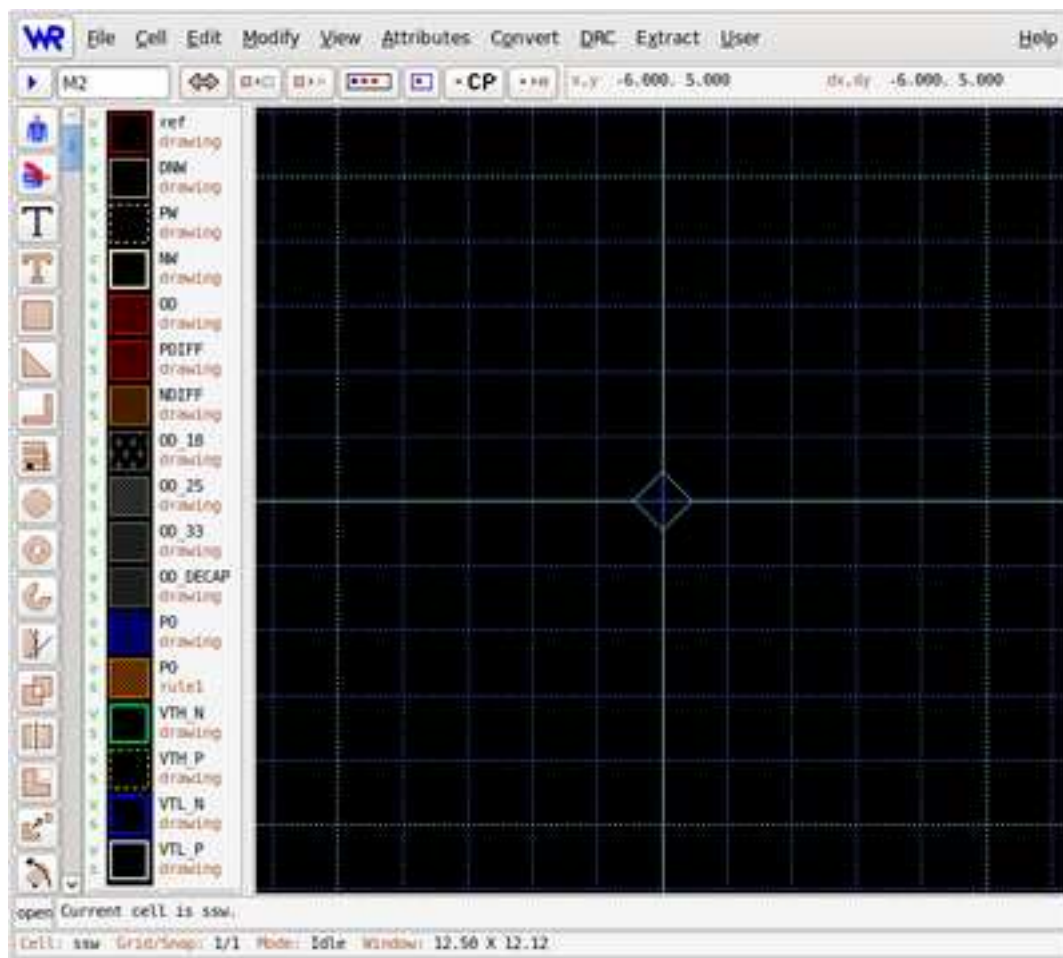 WR File Cell Edit Modify View Attributes Convert DRC Extract User Help
M2 CP x,y -6.000. 5.000 dx,dy -6.000. 5.000
ref
drawing
DNW
drawing
PW
drawing
NW
drawing
OD
drawing
PDIFF
drawing
NDIFF
drawing
OD_18
drawing
OD_25
drawing
OD_33
drawing
OD_DECAP
drawing
PO
drawing
PO
rule1
VTH_N
drawing
VTH_P
drawing
VTL_N
drawing
VTL_P
drawing
open Current cell is ssw.
Cell: ssw Grid/Snap: 1/1 Mode: Idle Window: 12.50 X 12.12